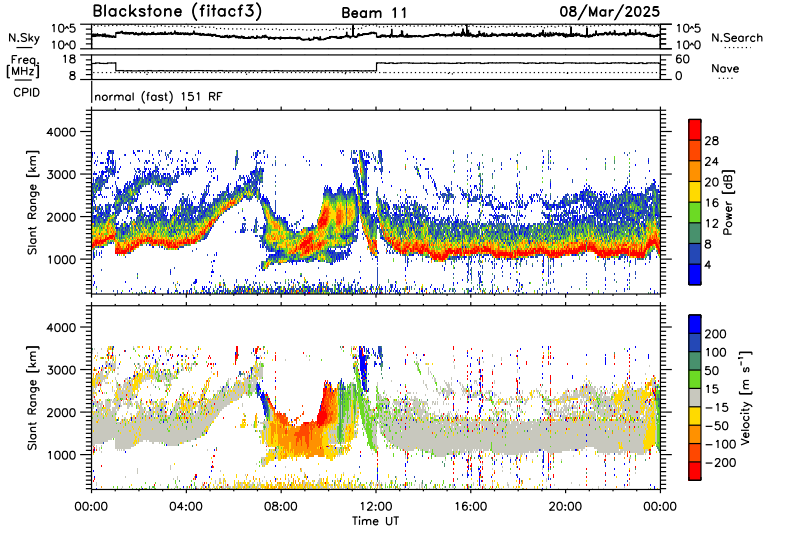 Blackstone (fitacf3) Beam 11 08/Mar/2025
N.Sky 10^5 10^0 10^5 10^0 N.Search
Freq. [MHz] 18 8 60 0 Nave
CPID normal (fast) 151 RF
Slant Range [km] 4000 3000 2000 1000
28 24 20 16 12 8 4 Power [dB]
Slant Range [km] 4000 3000 2000 1000
200 100 50 15 −15 −50 −100 −200 Velocity [m s⁻¹]
00:00 04:00 08:00 12:00 16:00 20:00 00:00
Time UT